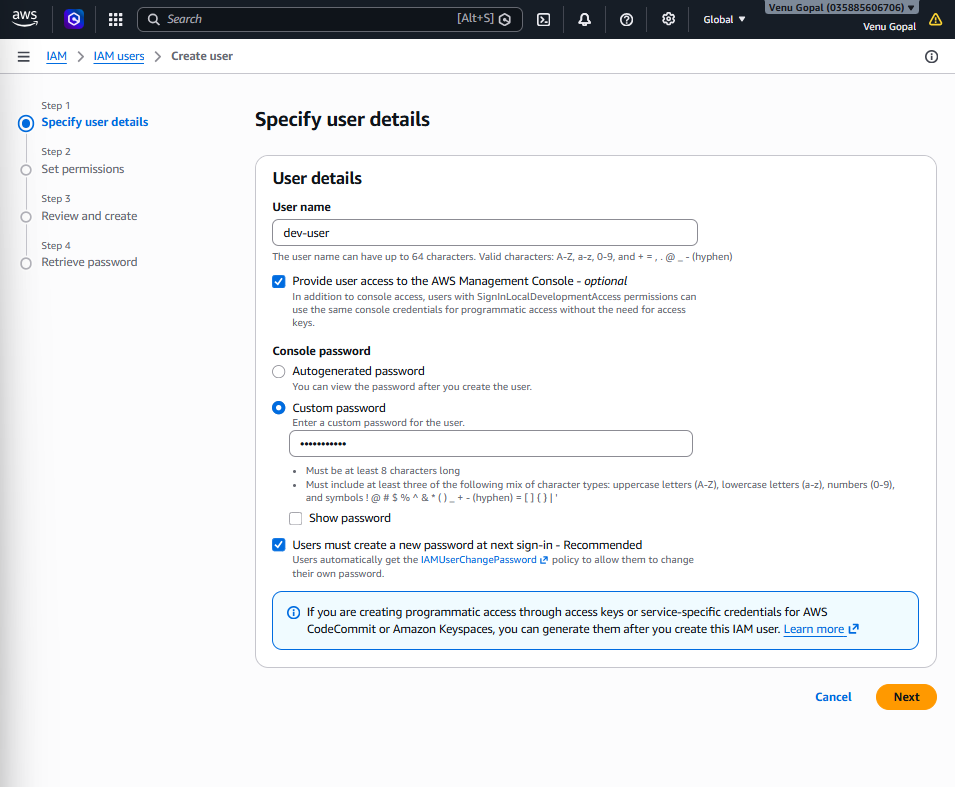 aws
Search
[Alt+S]
Global ▼
Venu Gopal (035885606706) ▼
Venu Gopal
IAM > IAM users > Create user
Step 1
Specify user details
Step 2
Set permissions
Step 3
Review and create
Step 4
Retrieve password
Specify user details
User details
User name
dev-user
The user name can have up to 64 characters. Valid characters: A-Z, a-z, 0-9, and + = , . @ _ - (hyphen)
Provide user access to the AWS Management Console - optional
In addition to console access, users with SignInLocalDevelopmentAccess permissions can
use the same console credentials for programmatic access without the need for access
keys.
Console password
Autogenerated password
You can view the password after you create the user.
Custom password
Enter a custom password for the user.
•••••••••••
• Must be at least 8 characters long
• Must include at least three of the following mix of character types: uppercase letters (A-Z), lowercase letters (a-z), numbers (0-9),
and symbols ! @ # $ % ^ & * ( ) _ + - (hyphen) = [ ] { } | '
Show password
Users must create a new password at next sign-in - Recommended
Users automatically get the IAMUserChangePassword policy to allow them to change
their own password.
If you are creating programmatic access through access keys or service-specific credentials for AWS
CodeCommit or Amazon Keyspaces, you can generate them after you create this IAM user. Learn more
Cancel
Next